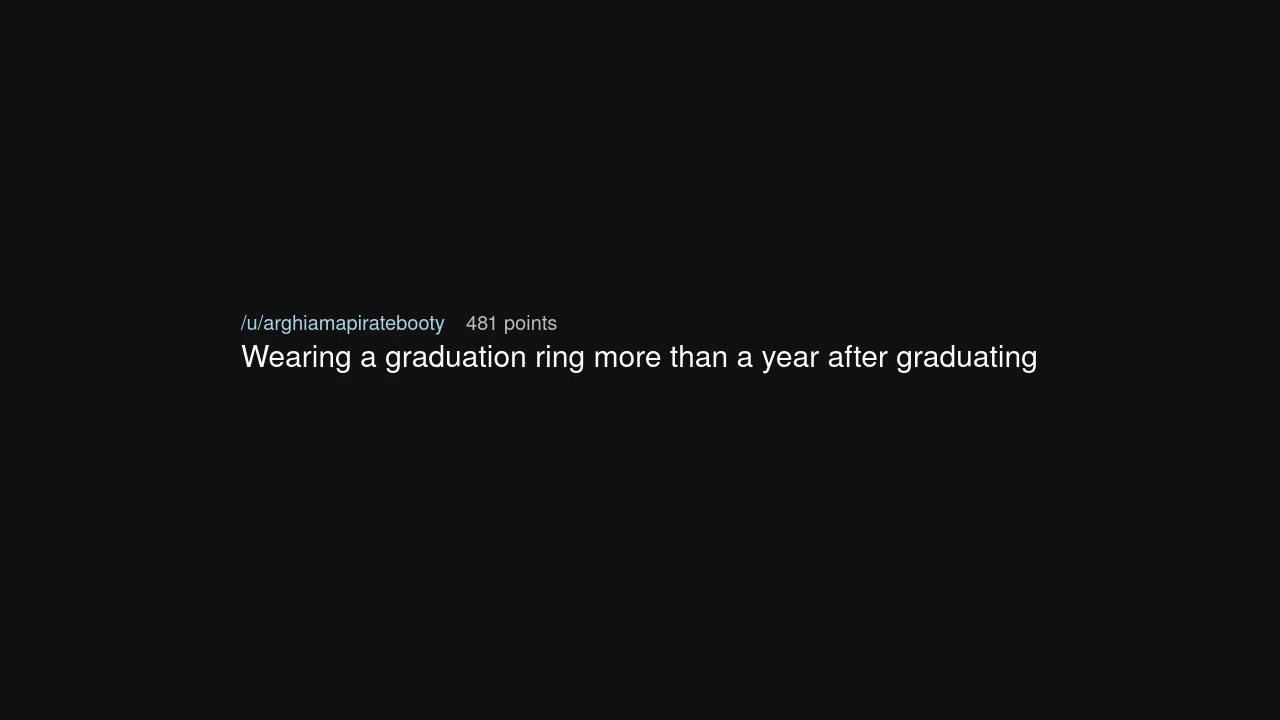 /u/arghiamapiratebooty 481 points
Wearing a graduation ring more than a year after graduating